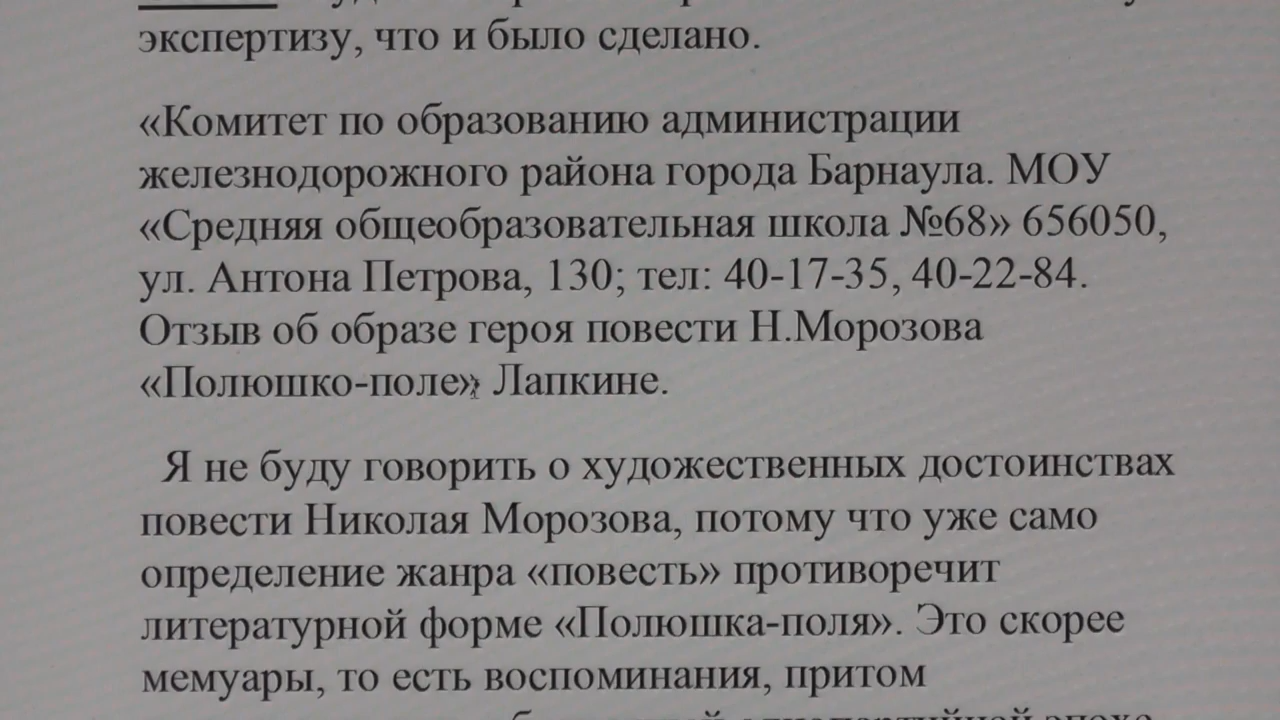 экспертизу, что и было сделано.
«Комитет по образованию администрации
железнодорожного района города Барнаула. МОУ
«Средняя общеобразовательная школа №68» 656050,
ул. Антона Петрова, 130; тел: 40-17-35, 40-22-84.
Отзыв об образе героя повести Н.Морозова
«Полюшко-поле» Лапкине.
Я не буду говорить о художественных достоинствах
повести Николая Морозова, потому что уже само
определение жанра «повесть» противоречит
литературной форме «Полюшка-поля». Это скорее
мемуары, то есть воспоминания, притом